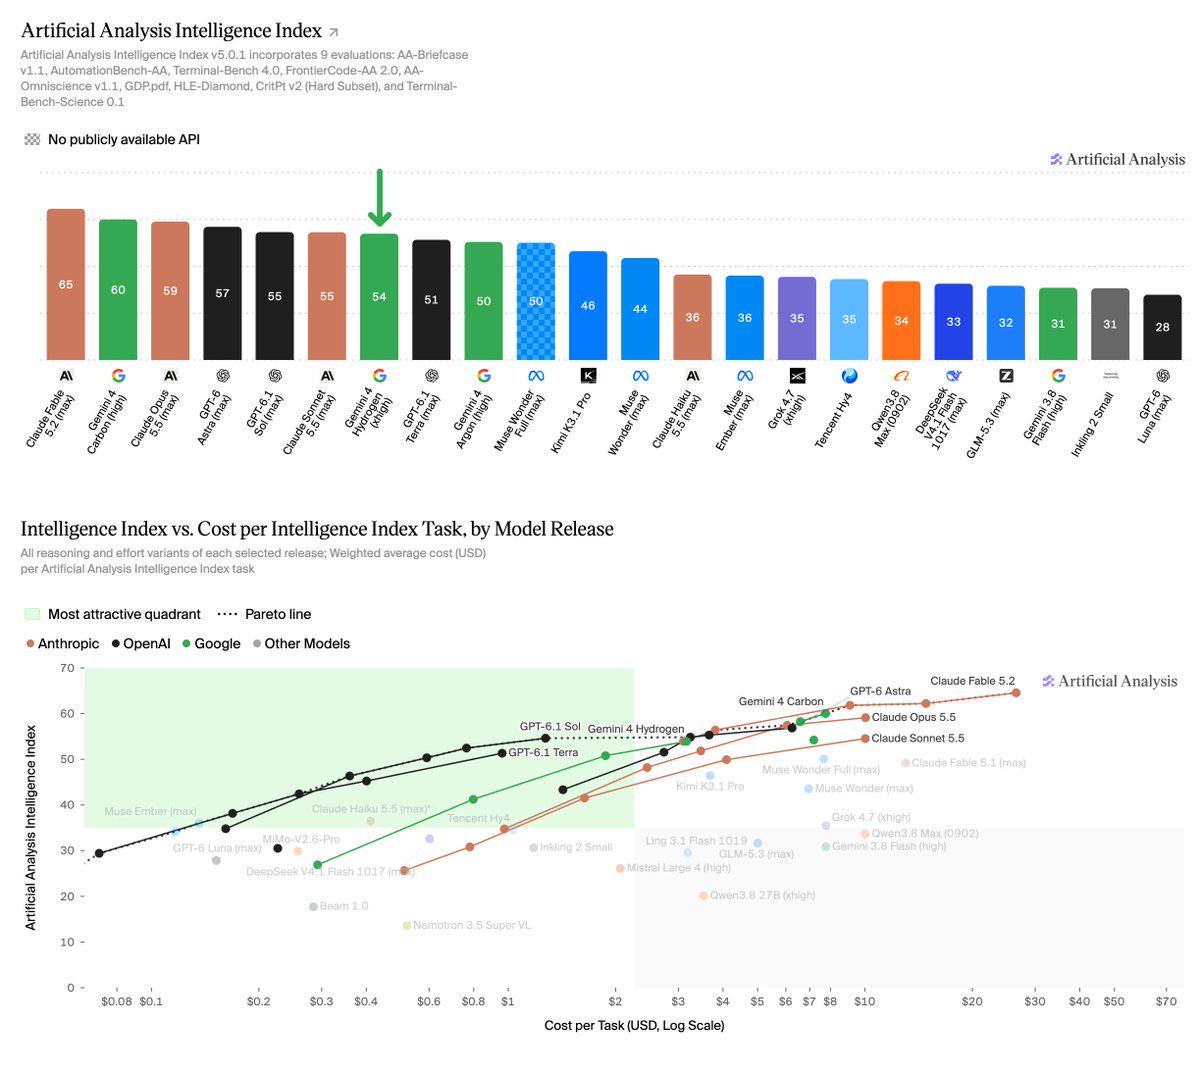 Artificial Analysis Intelligence Index ↗
Artificial Analysis Intelligence Index v5.0.1 incorporates 9 evaluations: AA-Briefcase
v1.1, AutomationBench-AA, Terminal-Bench 4.0, FrontierCode-AA 2.0, AA-
Omniscience v1.1, GDP.pdf, HLE-Diamond, CritPt v2 (Hard Subset), and Terminal-
Bench-Science 0.1
No publicly available API
Artificial Analysis
65
60
59
57
55
55
54
51
50
50
46
44
36
36
35
35
34
33
32
31
31
28
Claude Fable
5.2 (max)
Gemini 4
Carbon (high)
Claude Opus
5.5 (max)
GPT-6
Astra (max)
GPT-6.1
Sol (max)
Claude Sonnet
5.5 (max)
Gemini 4
Hydrogen
(xhigh)
GPT-6.1
Terra (max)
Gemini 4
Argon (high)
Muse Wonder
Full (max)
Kimi K3.1 Pro
Muse
Wonder (max)
Claude Haiku
5.5 (max)
Muse
Ember (max)
Grok 4.7
(xhigh)
Tencent Hy4
Qwen3.8
Max (0902)
DeepSeek
V4.1 Flash
1017 (max)
GLM-5.3 (max)
Gemini 3.8
Flash (high)
Inkling 2 Small
GPT-6
Luna (max)
Intelligence Index vs. Cost per Intelligence Index Task, by Model Release
All reasoning and effort variants of each selected release; Weighted average cost (USD)
per Artificial Analysis Intelligence Index task
Most attractive quadrant
Pareto line
Anthropic
OpenAI
Google
Other Models
Artificial Analysis
Artificial Analysis Intelligence Index
70
60
50
40
30
20
10
0
Claude Fable 5.2
GPT-6 Astra
Gemini 4 Carbon
Claude Opus 5.5
GPT-6.1 Sol
Gemini 4 Hydrogen
Claude Sonnet 5.5
GPT-6.1 Terra
Claude Fable 5.1 (max)
Muse Wonder Full (max)
Kimi K3.1 Pro
Muse Wonder (max)
Muse Ember (max)
Claude Haiku 5.5 (max)*
Tencent Hy4
Grok 4.7 (xhigh)
Qwen3.8 Max (0902)
MiMo-V2.6-Pro
GPT-6 Luna (max)
Inkling 2 Small
Ling 3.1 Flash 1019
GLM-5.3 (max)
Gemini 3.8 Flash (high)
DeepSeek V4.1 Flash 1017 (max)
Mistral Large 4 (high)
Qwen3.8 27B (xhigh)
Beam 1.0
Nemotron 3.5 Super VL
$0.08
$0.1
$0.2
$0.3
$0.4
$0.6
$0.8
$1
$2
$3
$4
$5
$6
$7
$8
$10
$20
$30
$40
$50
$70
Cost per Task (USD, Log Scale)